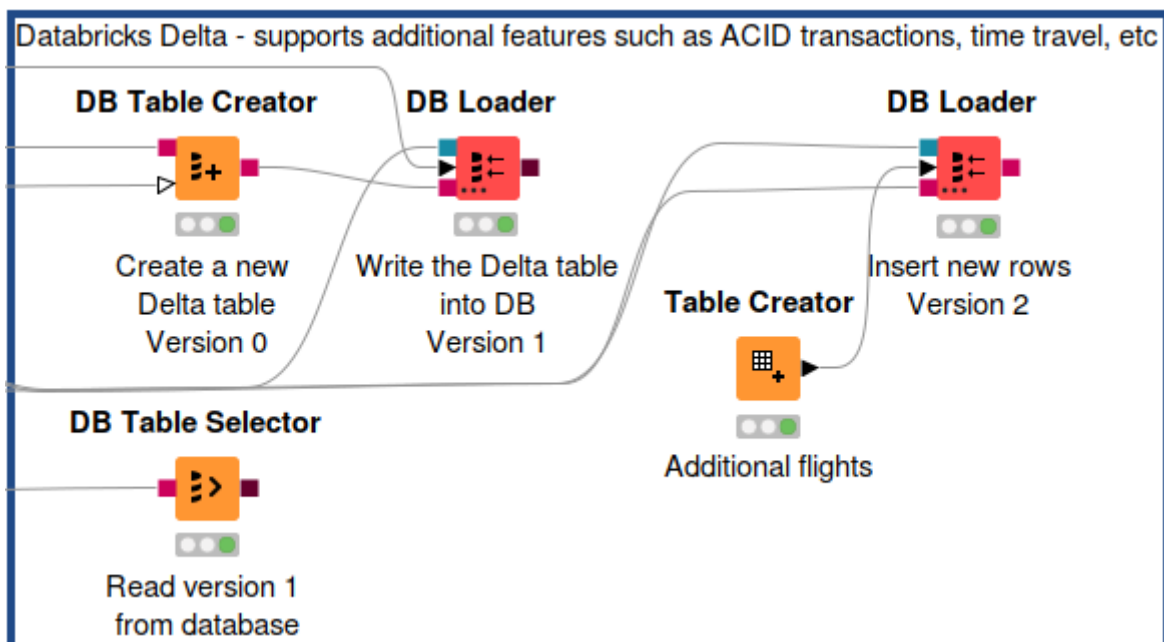 Databricks Delta - supports additional features such as ACID transactions, time travel, etc
DB Table Creator
Create a new
Delta table
Version 0
DB Loader
Write the Delta table
into DB
Version 1
DB Loader
Insert new rows
Version 2
Table Creator
Additional flights
DB Table Selector
Read version 1
from database